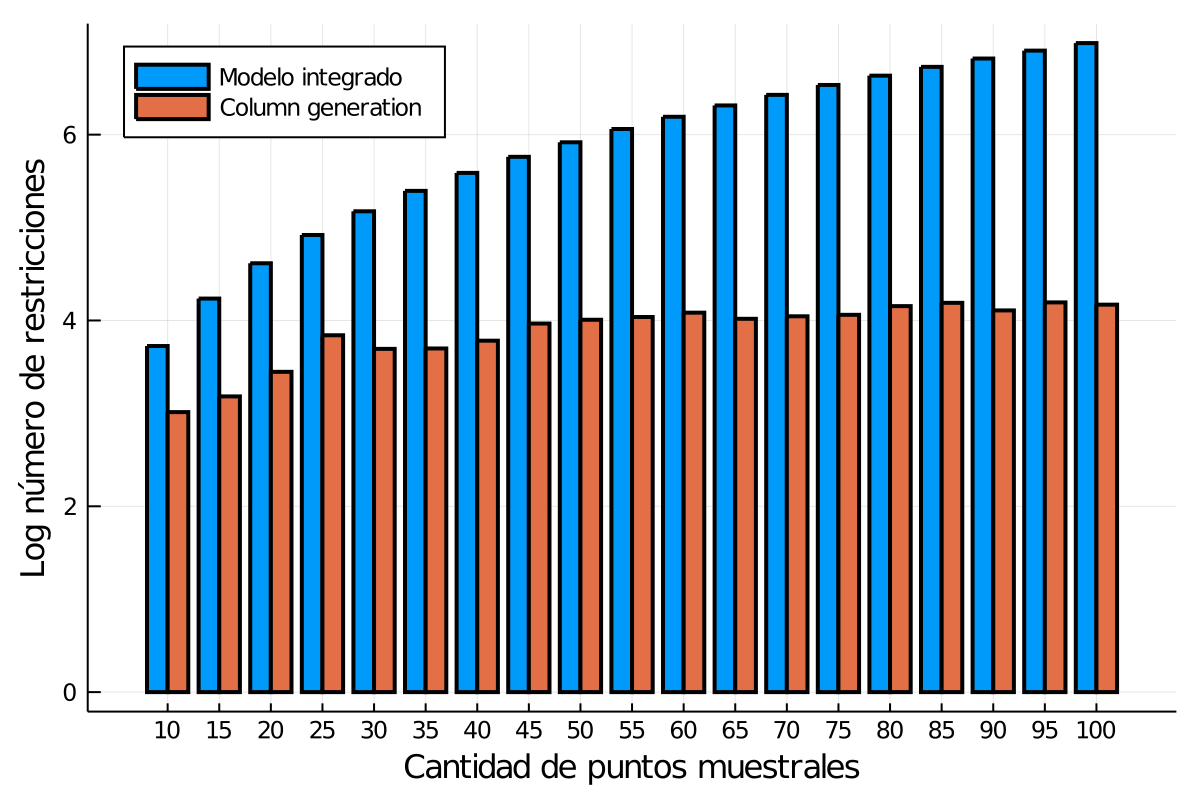 Modelo integrado
Column generation
Log número de restricciones
6
4
2
0
10 15 20 25 30 35 40 45 50 55 60 65 70 75 80 85 90 95 100
Cantidad de puntos muestrales